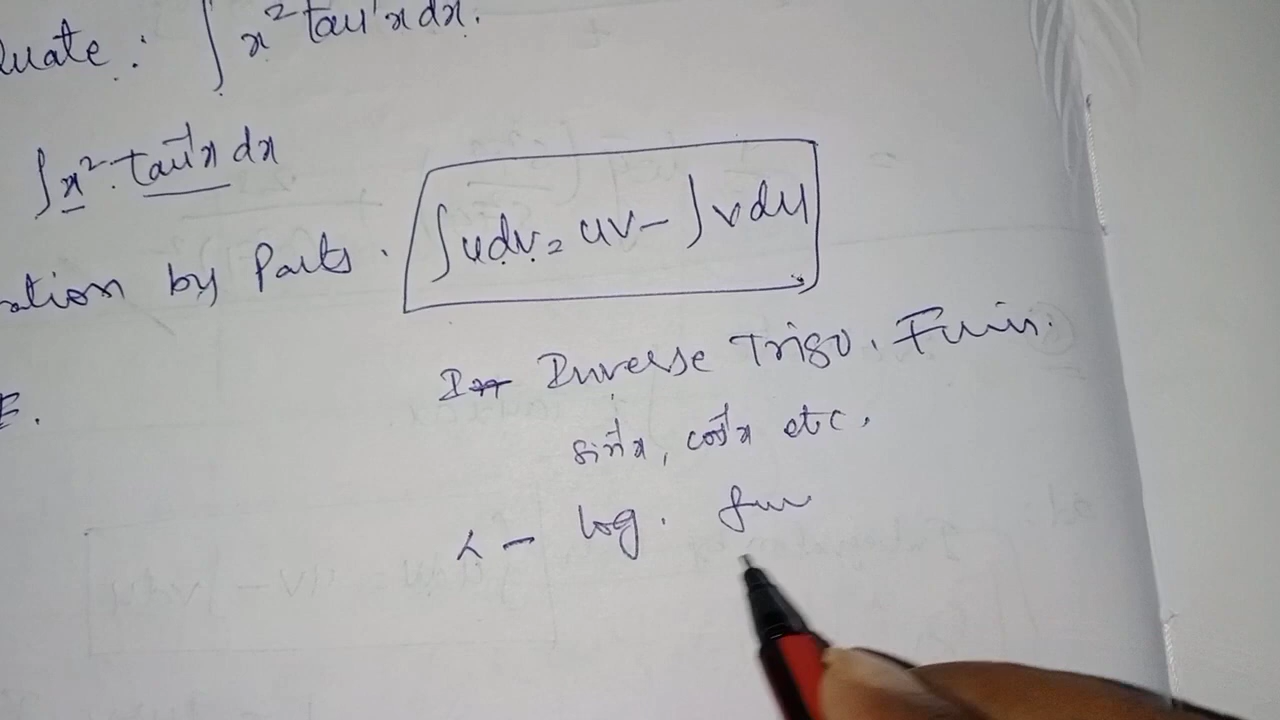 luate : ∫ x² tan⁻¹x dx.
∫x². tan⁻¹x dx
ration by Parts. ∫udv = uv - ∫vdu
I - Inverse Trigo. Fun.
sin⁻¹x, cos⁻¹x etc.
E.
L - log. fun